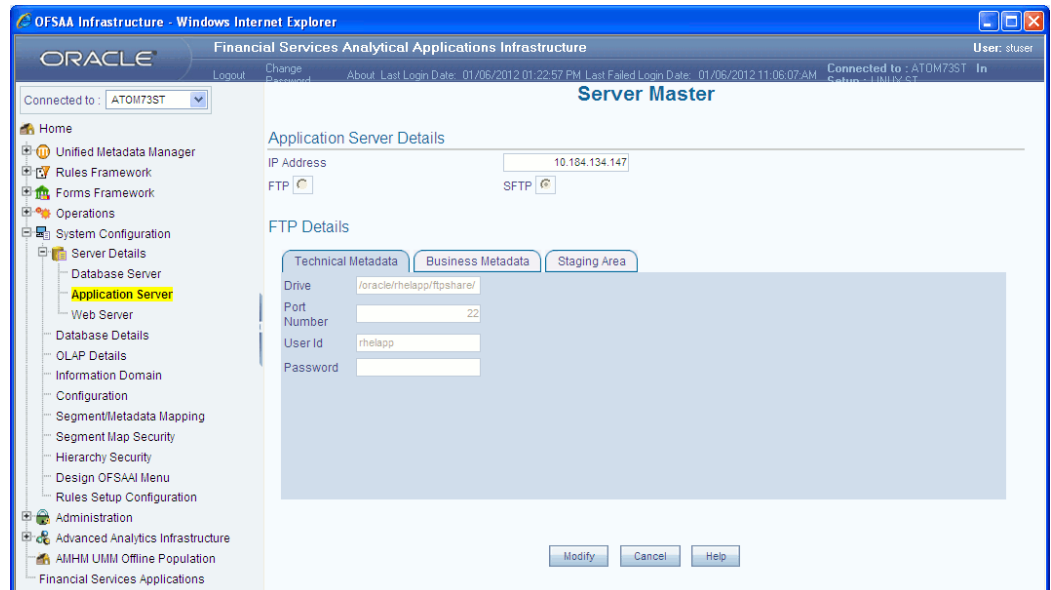 OFSAA Infrastructure - Windows Internet Explorer
ORACLE
Financial Services Analytical Applications Infrastructure
User: stuser
Logout
Change Password
About Last Login Date: 01/06/2012 01:22:57 PM Last Failed Login Date: 01/06/2012 11:06:07 AM
Connected to : ATOM73ST In
Setup : UNIX ST
Connected to : ATOM73ST
Home
Unified Metadata Manager
Rules Framework
Forms Framework
Operations
System Configuration
Server Details
Database Server
Application Server
Web Server
Database Details
OLAP Details
Information Domain
Configuration
Segment/Metadata Mapping
Segment Map Security
Hierarchy Security
Design OFSAAI Menu
Rules Setup Configuration
Administration
Advanced Analytics Infrastructure
AMHM UMM Offline Population
Financial Services Applications
Server Master
Application Server Details
IP Address 10.184.134.147
FTP SFTP
FTP Details
Technical Metadata Business Metadata Staging Area
Drive /oracle/rhelapp/ftpshare/
Port Number 22
User Id rhelapp
Password
Modify Cancel Help